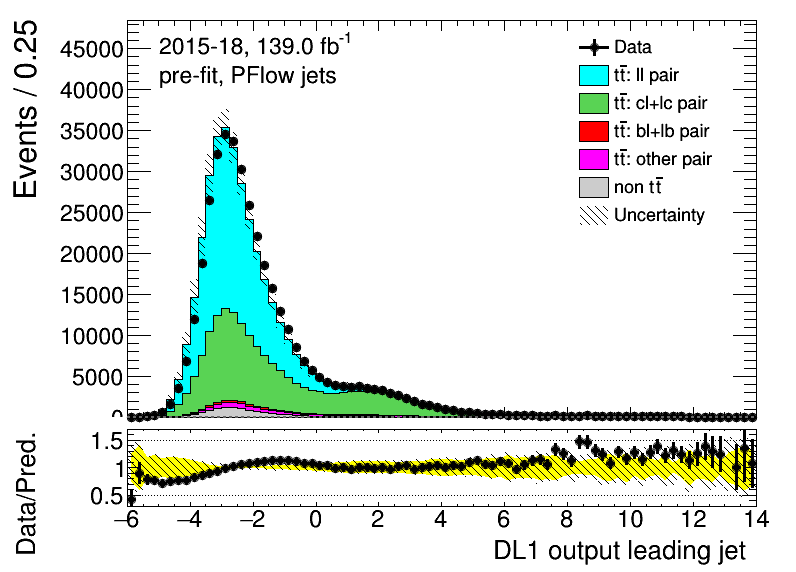 Events / 0.25
45000
40000
35000
30000
25000
20000
15000
10000
5000
0
2015-18, 139.0 fb⁻¹
pre-fit, PFlow jets
Data
tt̄: ll pair
tt̄: cl+lc pair
tt̄: bl+lb pair
tt̄: other pair
non tt̄
Uncertainty
Data/Pred.
1.5
1
0.5
−6 −4 −2 0 2 4 6 8 10 12 14
DL1 output leading jet